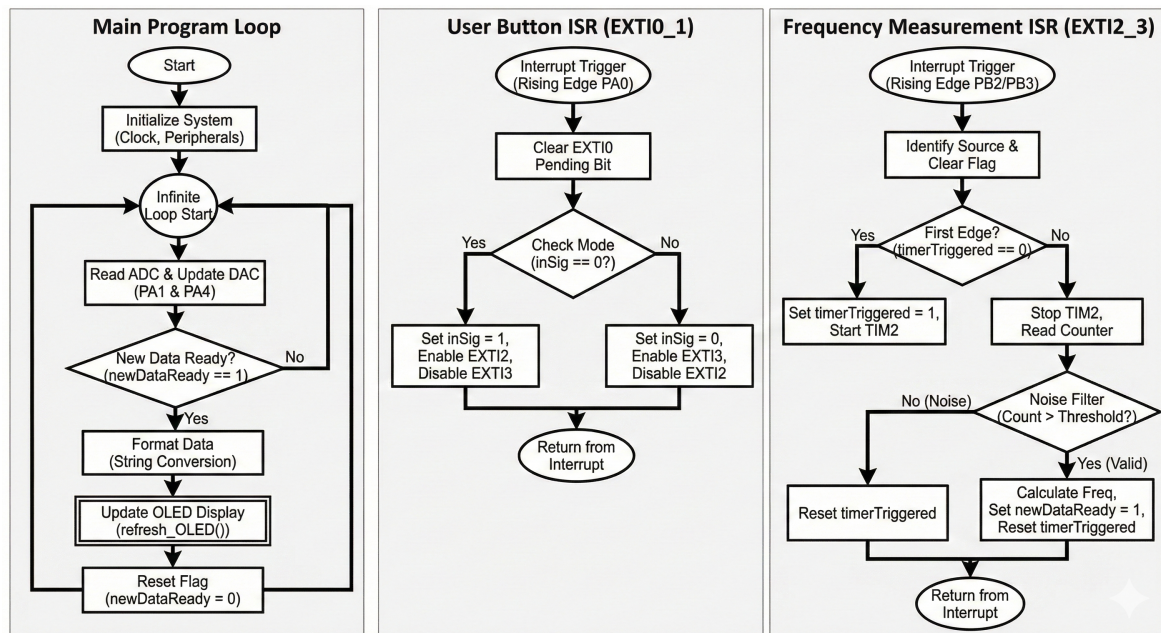 Main Program Loop
Start
Initialize System
(Clock, Peripherals)
Infinite
Loop Start
Read ADC & Update DAC
(PA1 & PA4)
New Data Ready?
(newDataReady == 1)
No
Yes
Format Data
(String Conversion)
Update OLED Display
(refresh_OLED())
Reset Flag
(newDataReady = 0)
User Button ISR (EXTI0_1)
Interrupt Trigger
(Rising Edge PA0)
Clear EXTI0
Pending Bit
Check Mode
(inSig == 0?)
Yes
No
Set inSig = 1,
Enable EXTI2,
Disable EXTI3
Set inSig = 0,
Enable EXTI3,
Disable EXTI2
Return from
Interrupt
Frequency Measurement ISR (EXTI2_3)
Interrupt Trigger
(Rising Edge PB2/PB3)
Identify Source &
Clear Flag
First Edge?
(timerTriggered == 0)
Yes
No
Set timerTriggered = 1,
Start TIM2
Stop TIM2,
Read Counter
Noise Filter
(Count > Threshold?)
No (Noise)
Yes (Valid)
Reset timerTriggered
Calculate Freq,
Set newDataReady = 1,
Reset timerTriggered
Return from
Interrupt